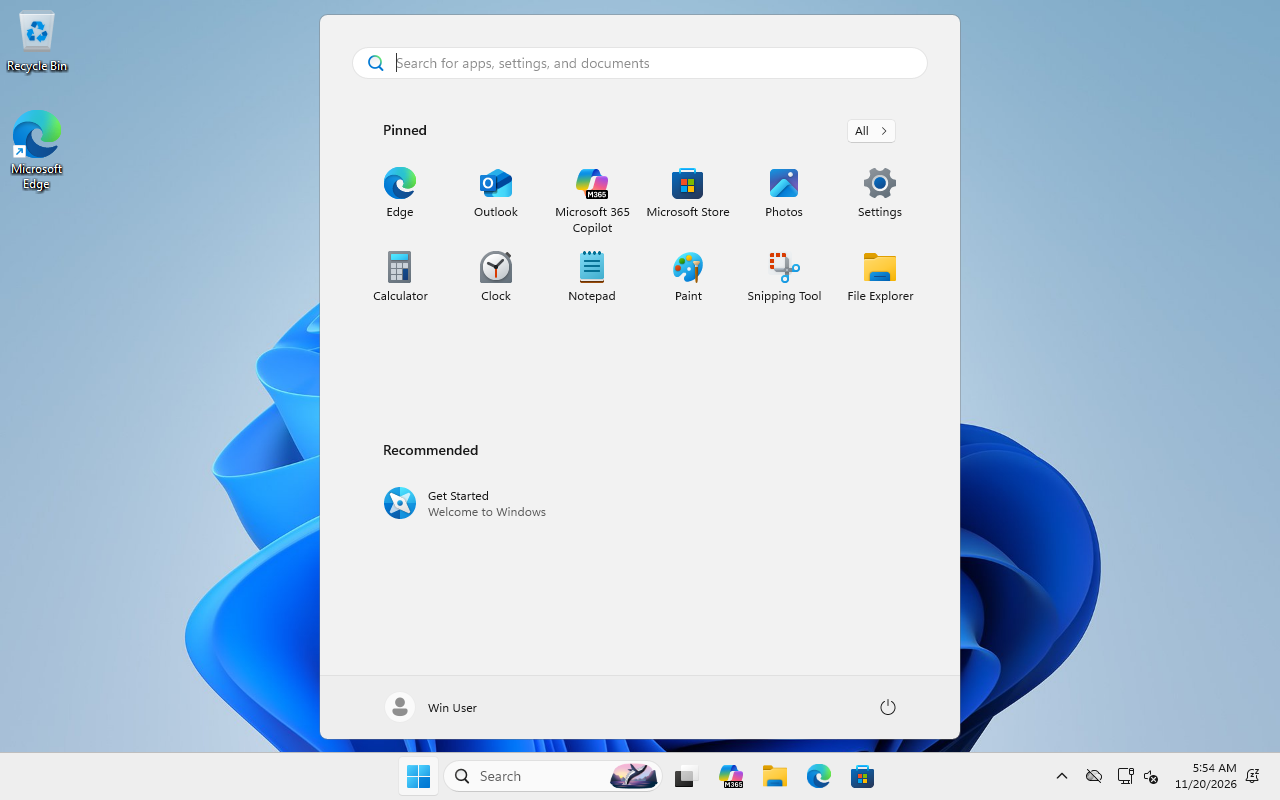 Recycle Bin
Microsoft
Edge
Search for apps, settings, and documents
Pinned
All
Edge
Outlook
M365
Microsoft 365
Copilot
Microsoft Store
Photos
Settings
Calculator
Clock
Notepad
Paint
Snipping Tool
File Explorer
Recommended
Get Started
Welcome to Windows
Win User
Search
M365
5:54 AM
11/20/2026